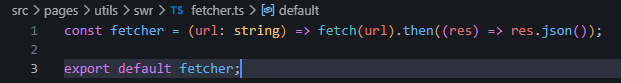 src > pages > utils > swr > TS fetcher.ts > default
1 const fetcher = (url: string) => fetch(url).then((res) => res.json());
2
3 export default fetcher;